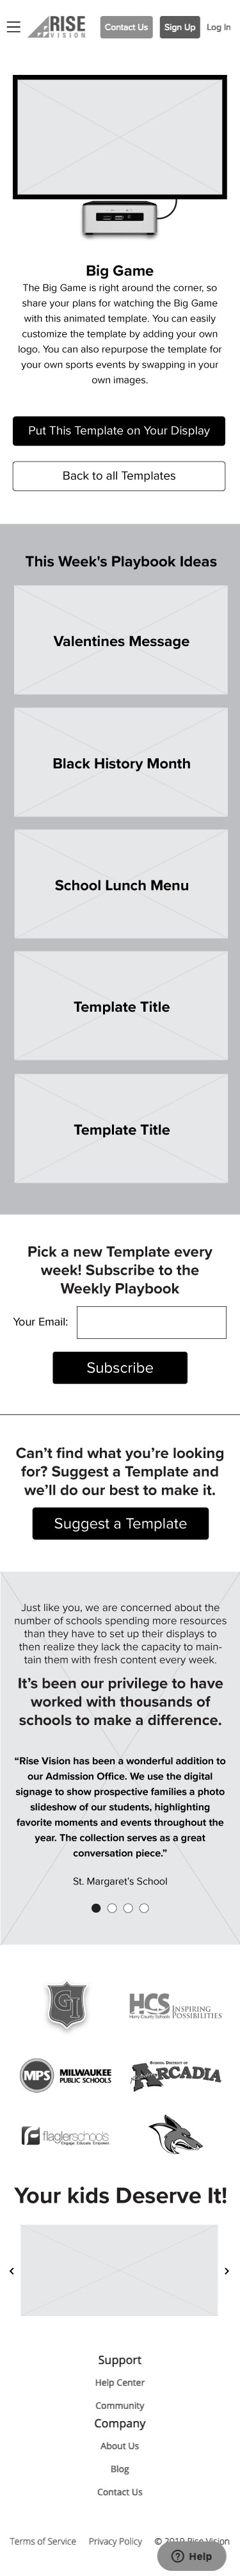 RISE
VISION
Contact Us
Sign Up
Log In
Big Game
The Big Game is right around the corner, so
share your plans for watching the Big Game
with this animated template. You can easily
customize the template by adding your own
logo. You can also repurpose the template for
your own sports events by swapping in your
own images.
Put This Template on Your Display
Back to all Templates
This Week's Playbook Ideas
Valentines Message
Black History Month
School Lunch Menu
Template Title
Template Title
Pick a new Template every
week! Subscribe to the
Weekly Playbook
Your Email:
Subscribe
Can’t find what you’re looking
for? Suggest a Template and
we’ll do our best to make it.
Suggest a Template
Just like you, we are concerned about the
number of schools spending more resources
than they have to set up their displays to
then realize they lack the capacity to main-
tain them with fresh content every week.
It’s been our privilege to have
worked with thousands of
schools to make a difference.
“Rise Vision has been a wonderful addition to
our Admission Office. We use the digital
signage to show prospective families a photo
slideshow of our students, highlighting
favorite moments and events throughout the
year. The collection serves as a great
conversation piece.”
St. Margaret’s School
GI
HCS
Horry County Schools
INSPIRING
POSSIBILITIES
MPS
MILWAUKEE
PUBLIC SCHOOLS
SCHOOL DISTRICT OF
ARCADIA
flaglerschools
Engage. Educate. Empower.
Your kids Deserve It!
Support
Help Center
Community
Company
About Us
Blog
Contact Us
Terms of Service
Privacy Policy
© 2019 Rise Vision
Help